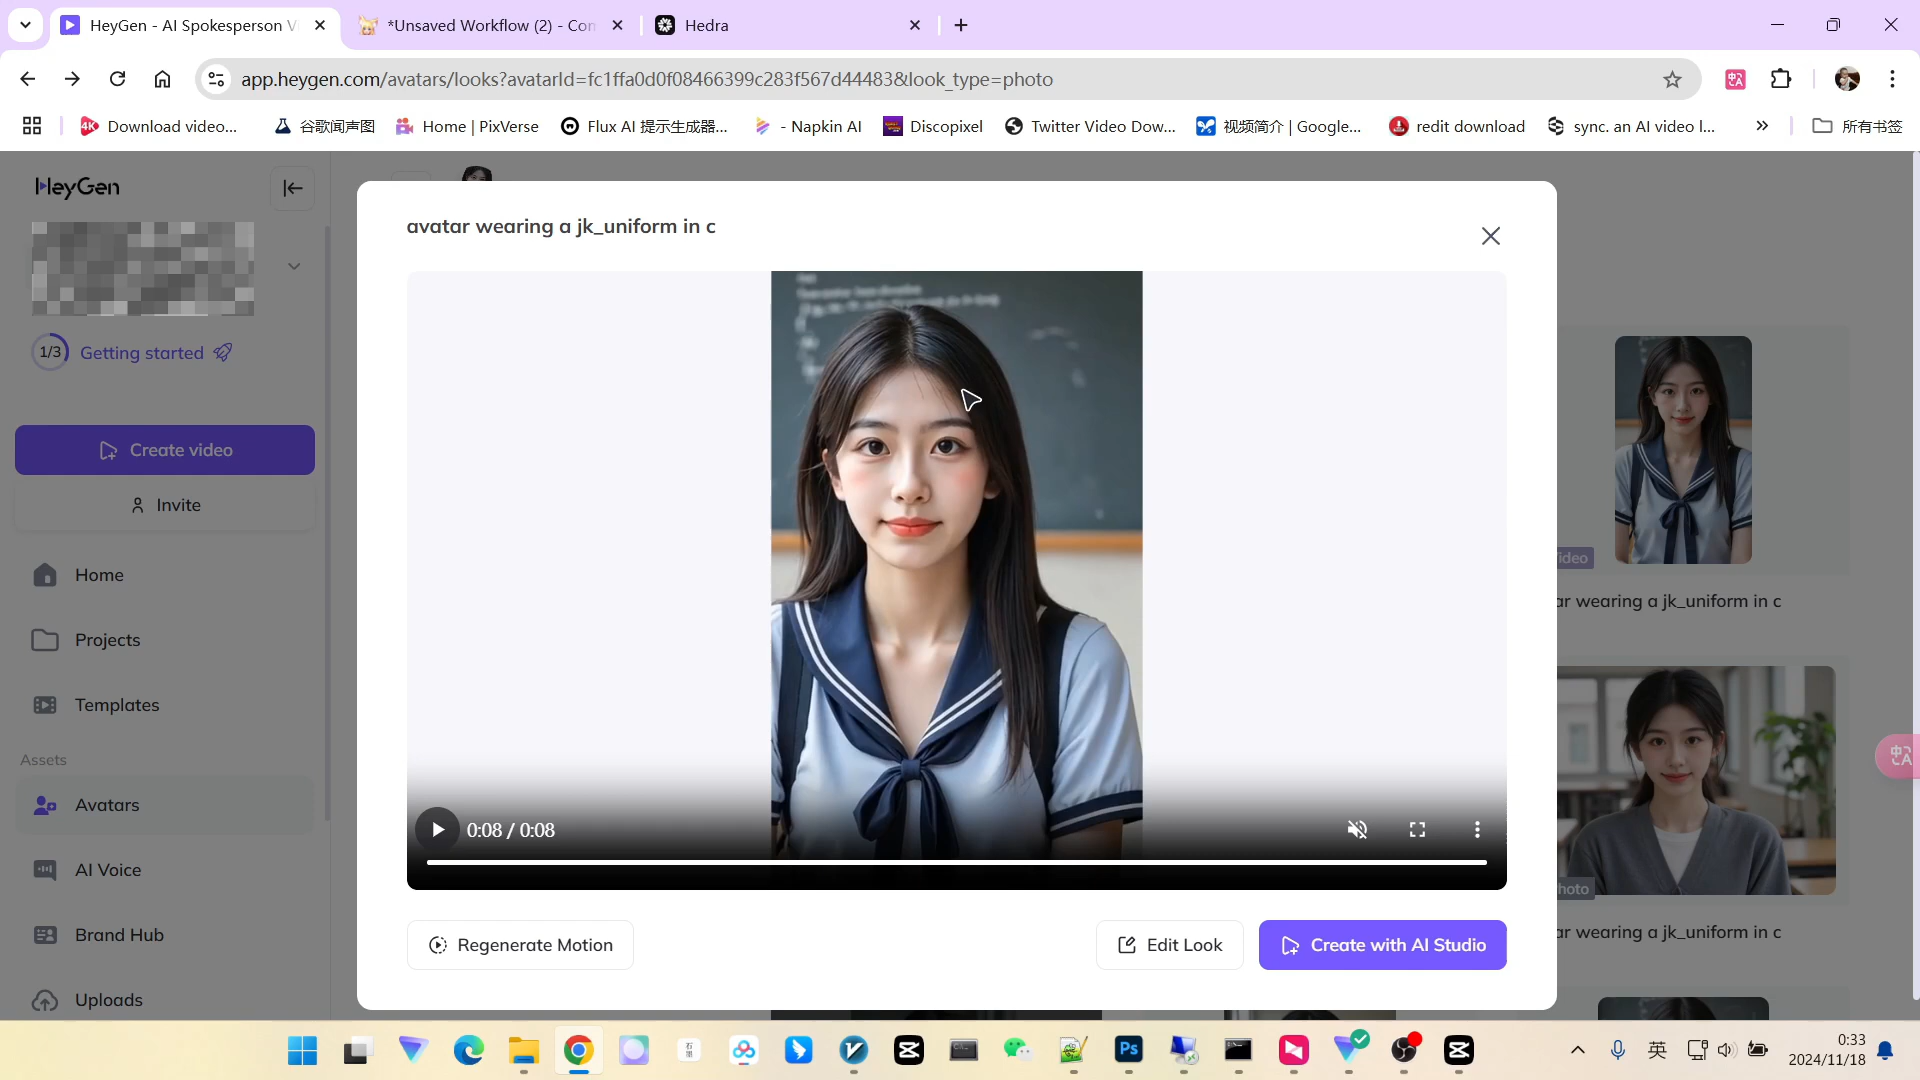 HeyGen - AI Spokesperson V
*Unsaved Workflow (2) - Con
Hedra
app.heygen.com/avatars/looks?avatarId=fc1ffa0d0f08466399c283f567d44483&look_type=photo
Download video...
谷歌闻声图
Home | PixVerse
Flux AI 提示生成器...
- Napkin AI
Discopixel
Twitter Video Dow...
视频简介 | Google...
redit download
sync. an AI video l...
所有书签
HeyGen
avatar wearing a jk_uniform in c
1/3 Getting started
Create video
Invite
Home
ideo
ar wearing a jk_uniform in c
Projects
Templates
Assets
Avatars
0:08 / 0:08
AI Voice
hoto
Brand Hub
Regenerate Motion
Edit Look
Create with AI Studio
ar wearing a jk_uniform in c
Uploads
英
0:33
2024/11/18